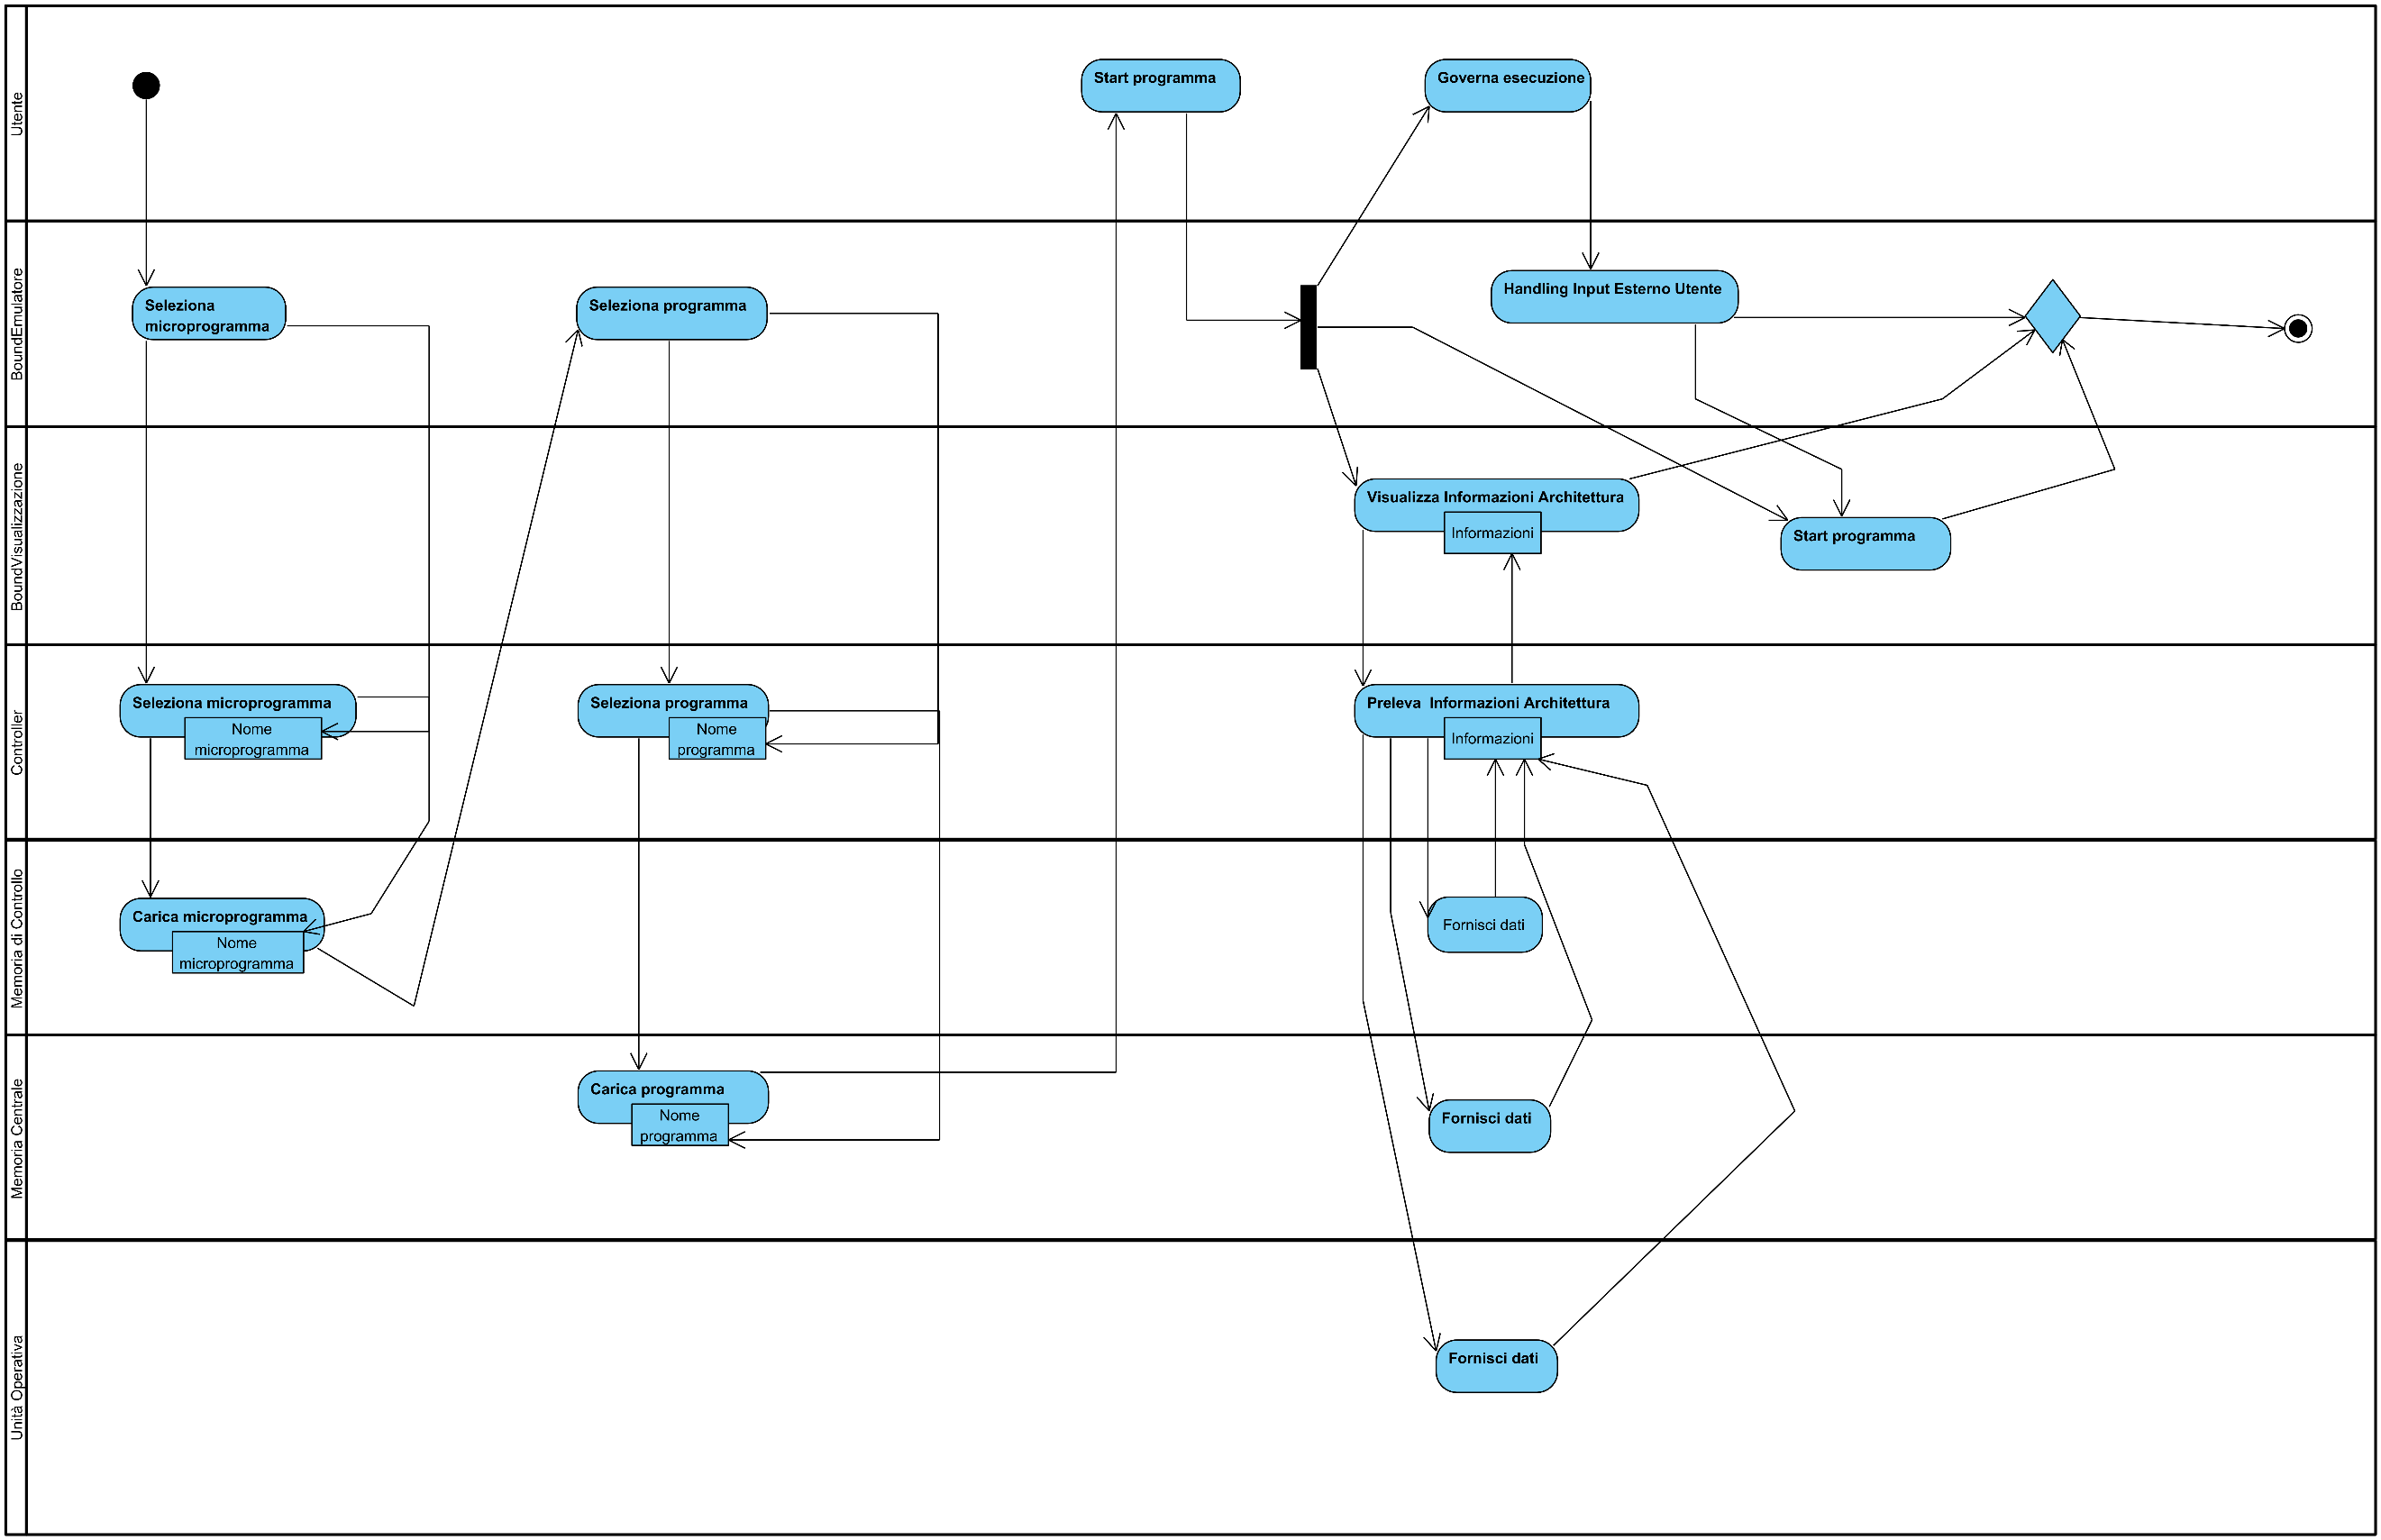 Utente
Start programma
Governa esecuzione
BoundEmulatore
Seleziona
microprogramma
Seleziona programma
Handling Input Esterno Utente
BoundVisualizzazione
Visualizza Informazioni Architettura
Informazioni
Start programma
Controller
Seleziona microprogramma
Nome
microprogramma
Seleziona programma
Nome
programma
Preleva  Informazioni Architettura
Informazioni
Memoria di Controllo
Carica microprogramma
Nome
microprogramma
Fornisci dati
Memoria Centrale
Carica programma
Nome
programma
Fornisci dati
Unità Operativa
Fornisci dati